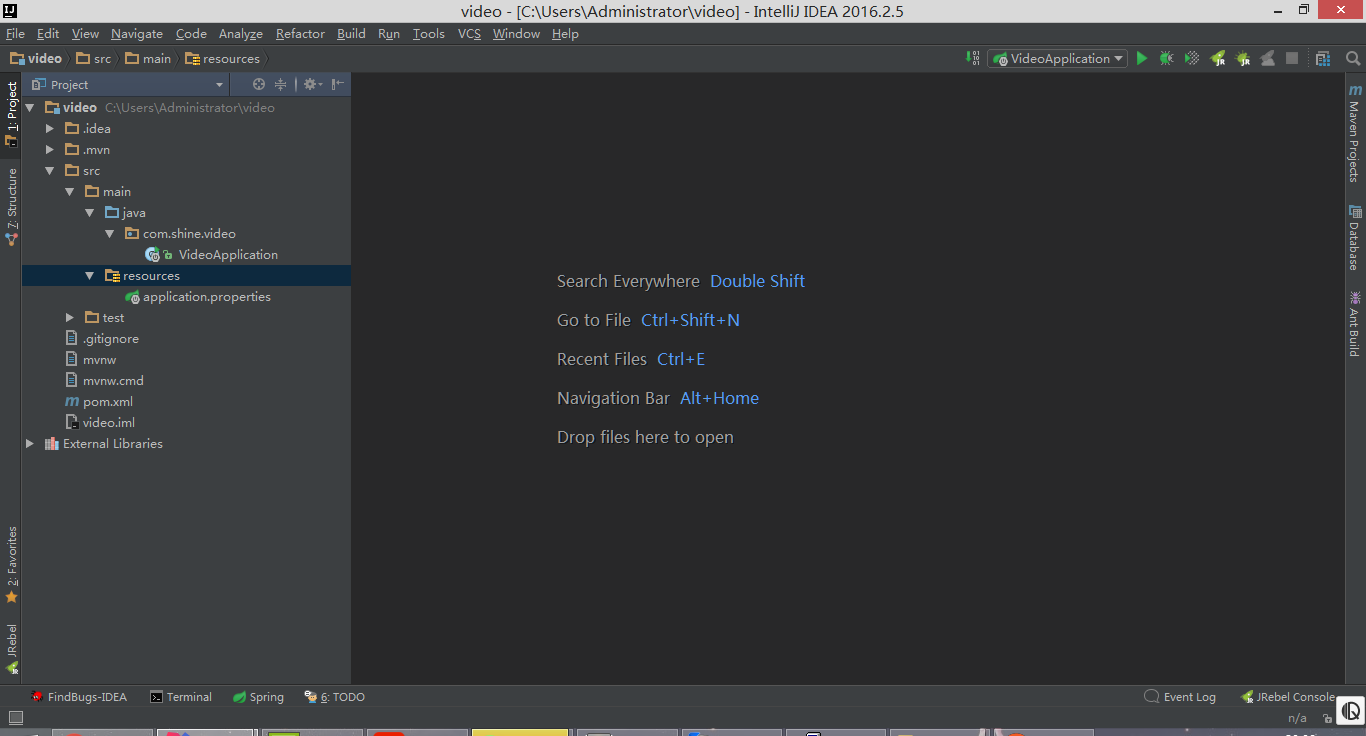 video - [C:\Users\Administrator\video] - IntelliJ IDEA 2016.2.5
File Edit View Navigate Code Analyze Refactor Build Run Tools VCS Window Help
video src main resources VideoApplication
Project
1: Project
7: Structure
2: Favorites
JRebel
video C:\Users\Administrator\video
.idea
.mvn
src
main
java
com.shine.video
VideoApplication
resources
application.properties
test
.gitignore
mvnw
mvnw.cmd
pom.xml
video.iml
External Libraries
Search Everywhere Double Shift
Go to File Ctrl+Shift+N
Recent Files Ctrl+E
Navigation Bar Alt+Home
Drop files here to open
Maven Projects
Database
Ant Build
FindBugs-IDEA Terminal Spring 6: TODO Event Log JRebel Console
n/a